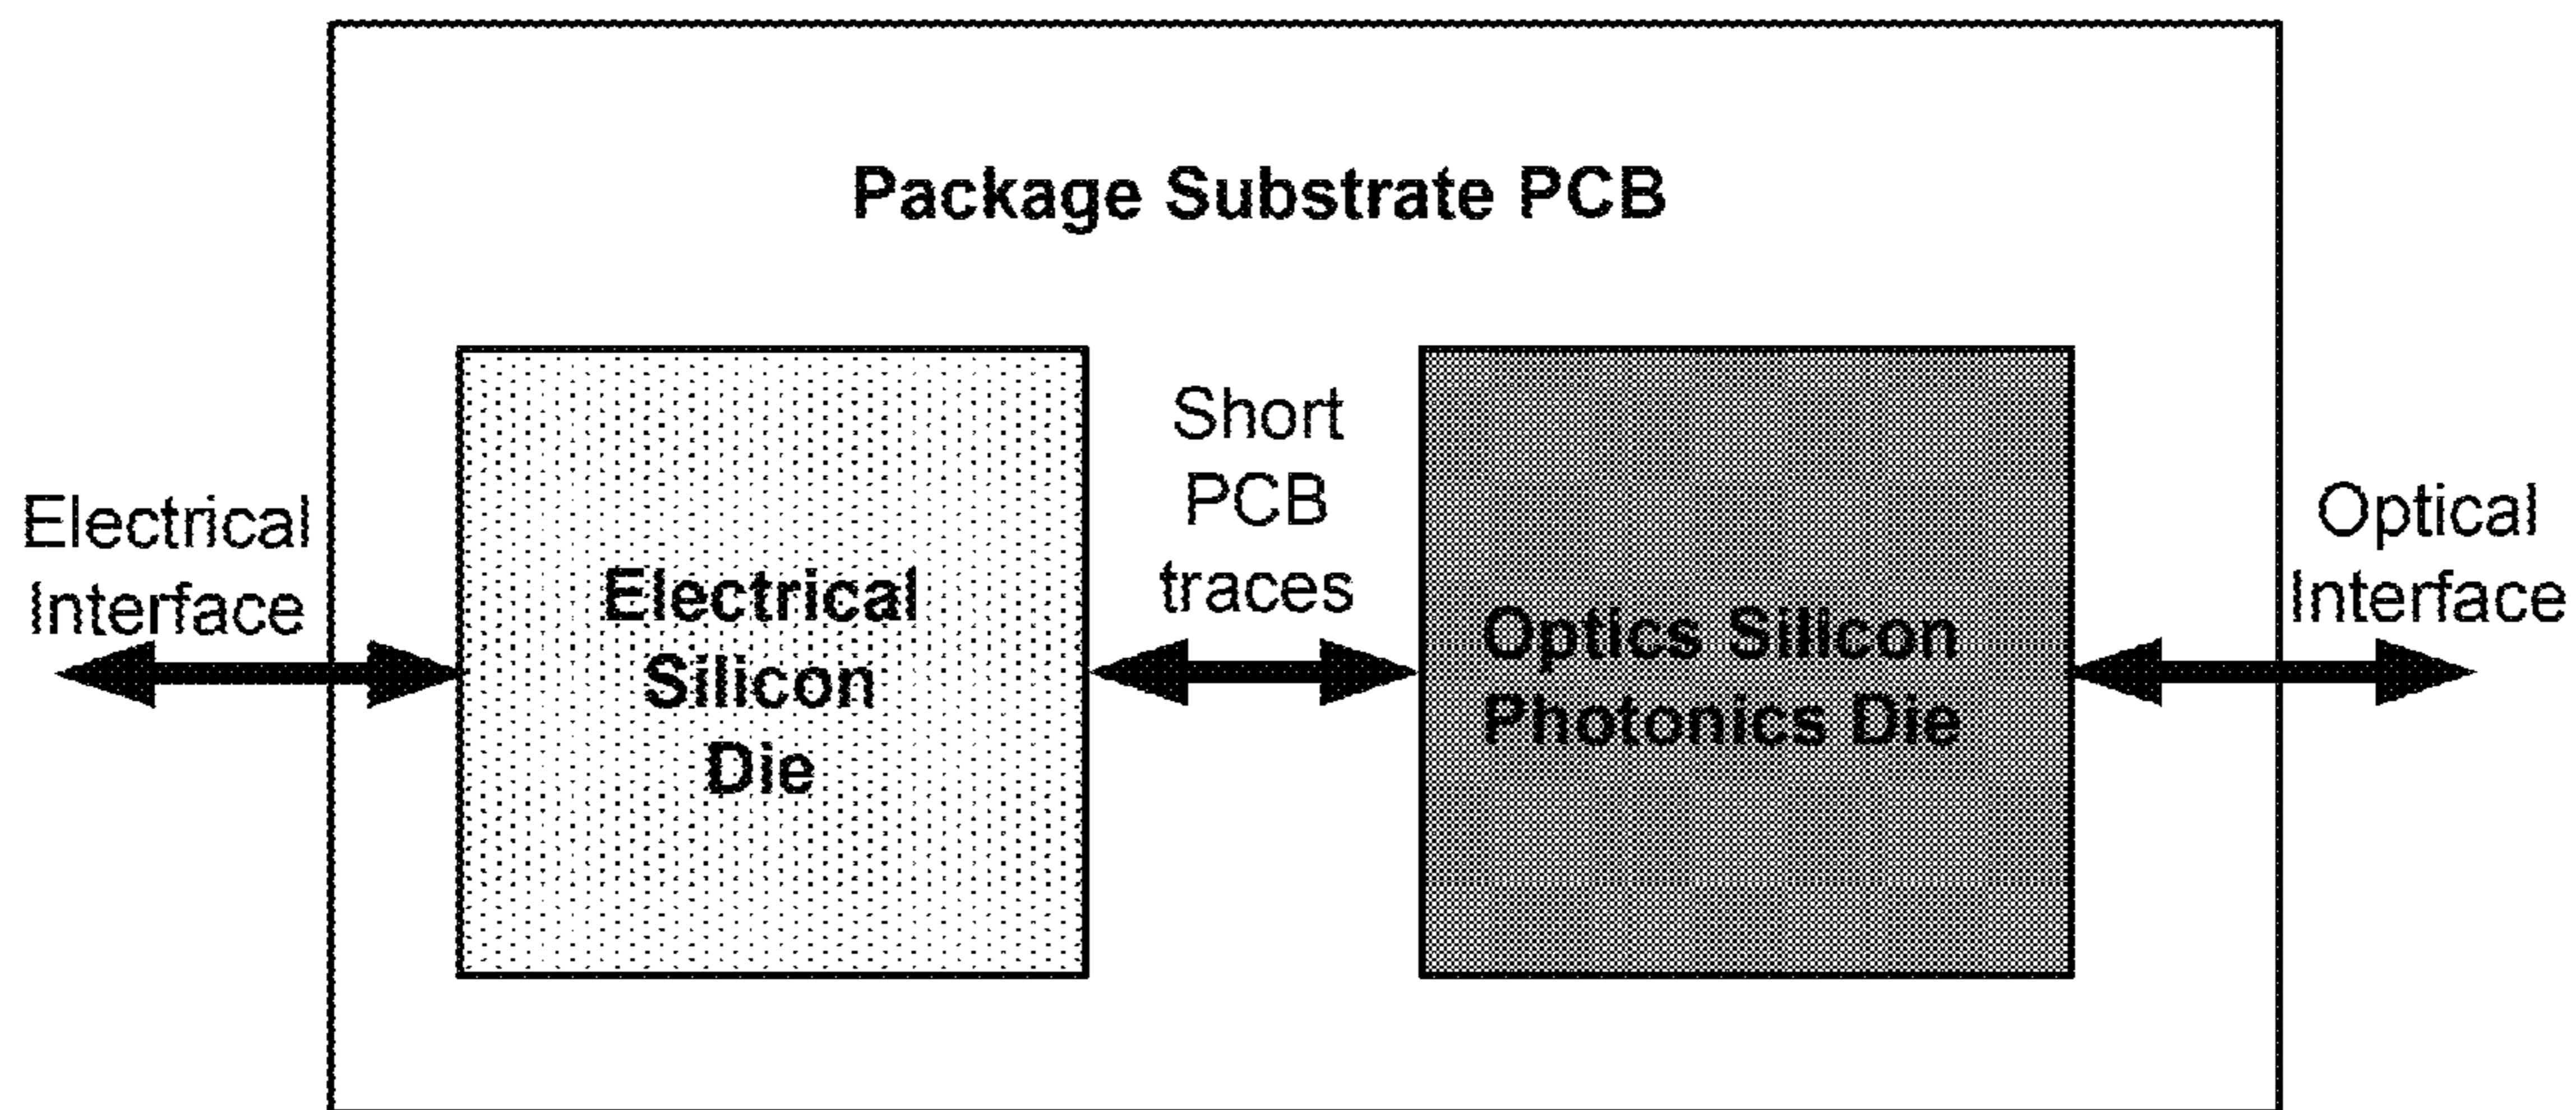 Package Substrate PCB
Electrical
Interface
Electrical
Silicon
Die
Short
PCB
traces
Optics Silicon
Photonics Die
Optical
Interface